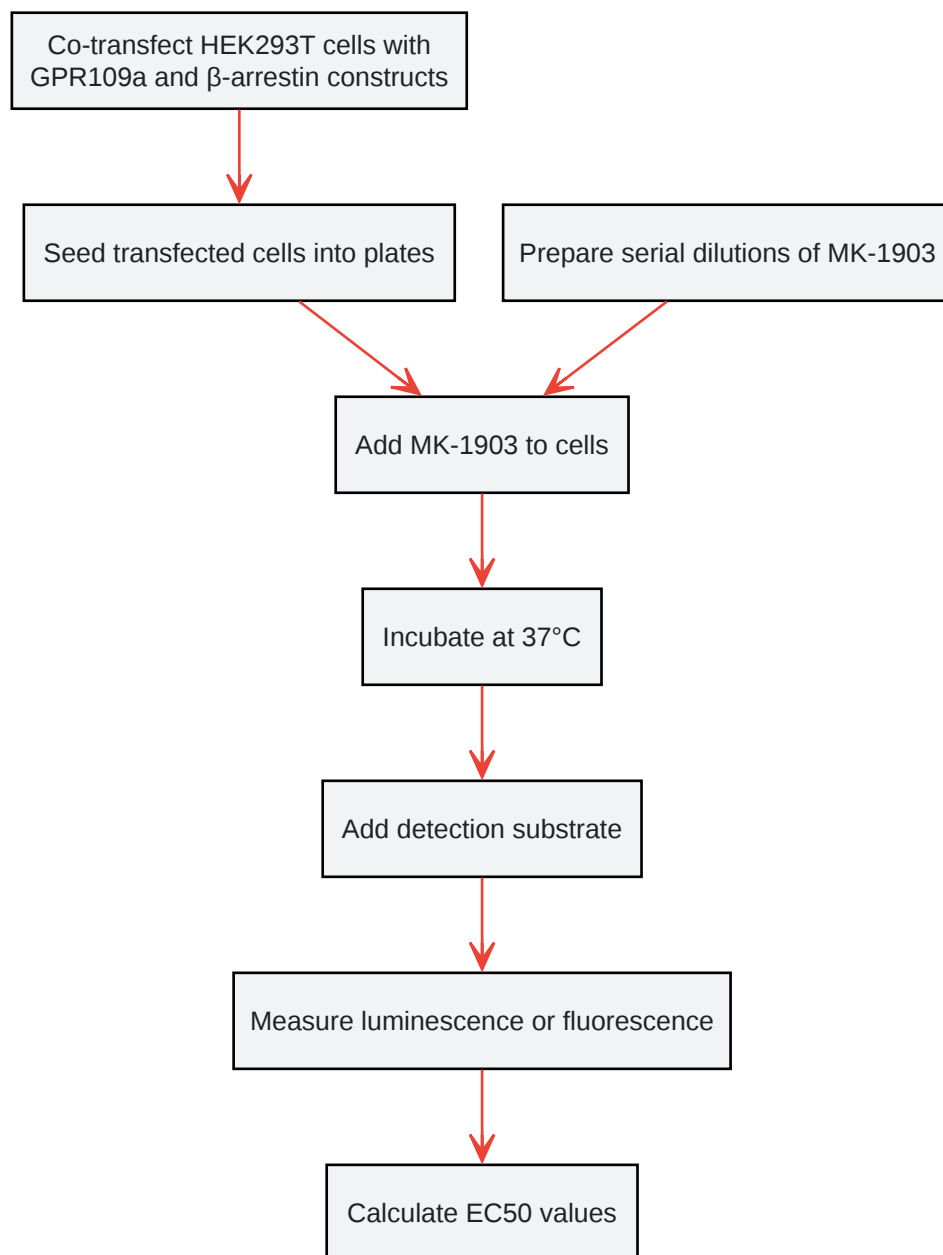 Co-transfect HEK293T cells with
GPR109a and β-arrestin constructs
Seed transfected cells into plates
Prepare serial dilutions of MK-1903
Add MK-1903 to cells
Incubate at 37°C
Add detection substrate
Measure luminescence or fluorescence
Calculate EC50 values